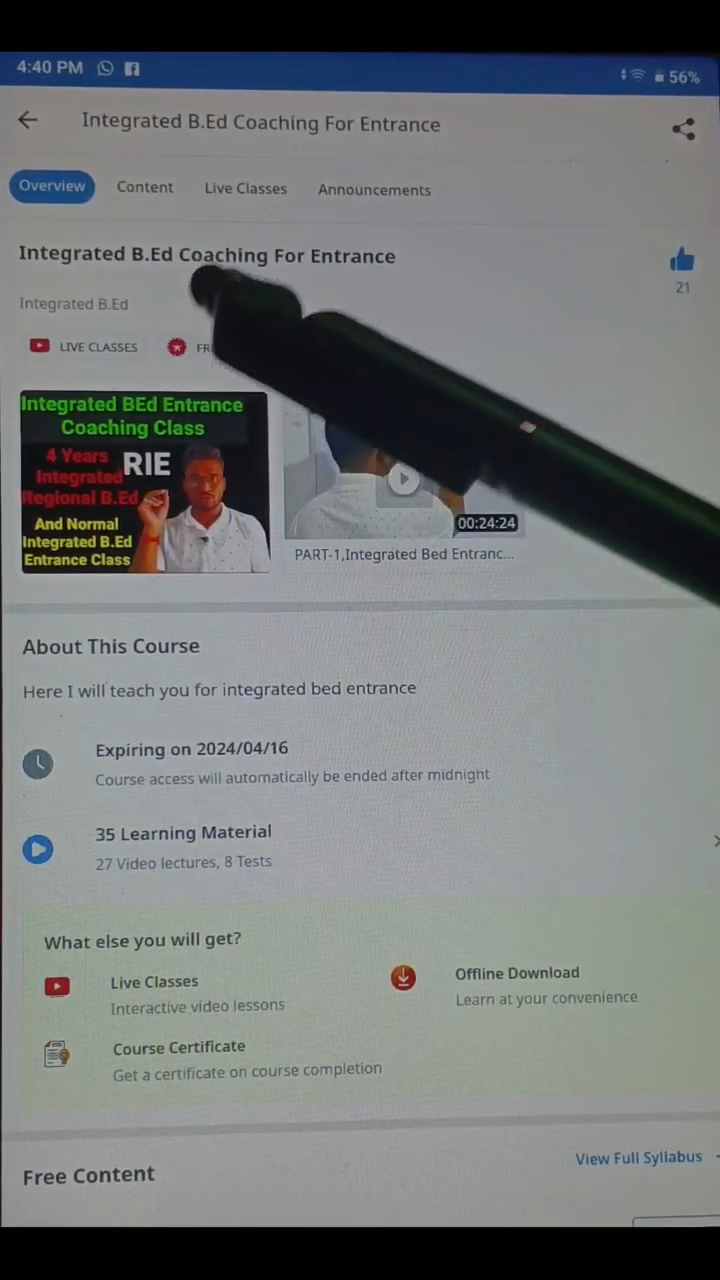 4:40 PM
56%
Integrated B.Ed Coaching For Entrance
Overview
Content
Live Classes
Announcements
Integrated B.Ed Coaching For Entrance
21
Integrated B.Ed
LIVE CLASSES
Integrated BEd Entrance
Coaching Class
4 Years
RIE
Integrated
Regional B.Ed
And Normal
Integrated B.Ed
Entrance Class
00:24:24
PART-1,Integrated Bed Entranc...
About This Course
Here I will teach you for integrated bed entrance
Expiring on 2024/04/16
Course access will automatically be ended after midnight
35 Learning Material
27 Video lectures, 8 Tests
What else you will get?
Live Classes
Interactive video lessons
Offline Download
Learn at your convenience
Course Certificate
Get a certificate on course completion
View Full Syllabus
Free Content